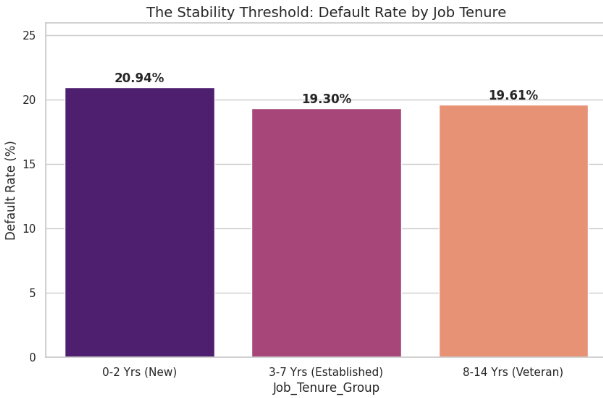 The Stability Threshold: Default Rate by Job Tenure
25
20
15
10
5
0
Default Rate (%)
20.94%
19.30%
19.61%
0-2 Yrs (New)
3-7 Yrs (Established)
8-14 Yrs (Veteran)
Job_Tenure_Group